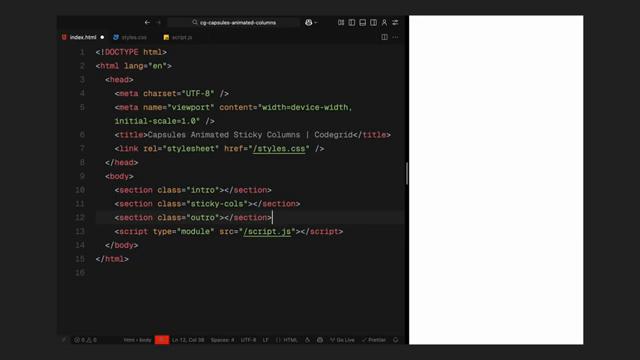 cg-capsules-animated-columns
index.html
styles.css
script.js
1 <!DOCTYPE html>
2 <html lang="en">
3 <head>
4 <meta charset="UTF-8" />
5 <meta name="viewport" content="width=device-width,
initial-scale=1.0" />
6 <title>Capsules Animated Sticky Columns | Codegrid</title>
7 <link rel="stylesheet" href="/styles.css" />
8 </head>
9 <body>
10 <section class="intro"></section>
11 <section class="sticky-cols"></section>
12 <section class="outro"></section>
13 <script type="module" src="/script.js"></script>
14 </body>
15 </html>
16
0 0 html › body Ln 12, Col 38 Spaces: 4 UTF-8 LF {} HTML Go Live Prettier